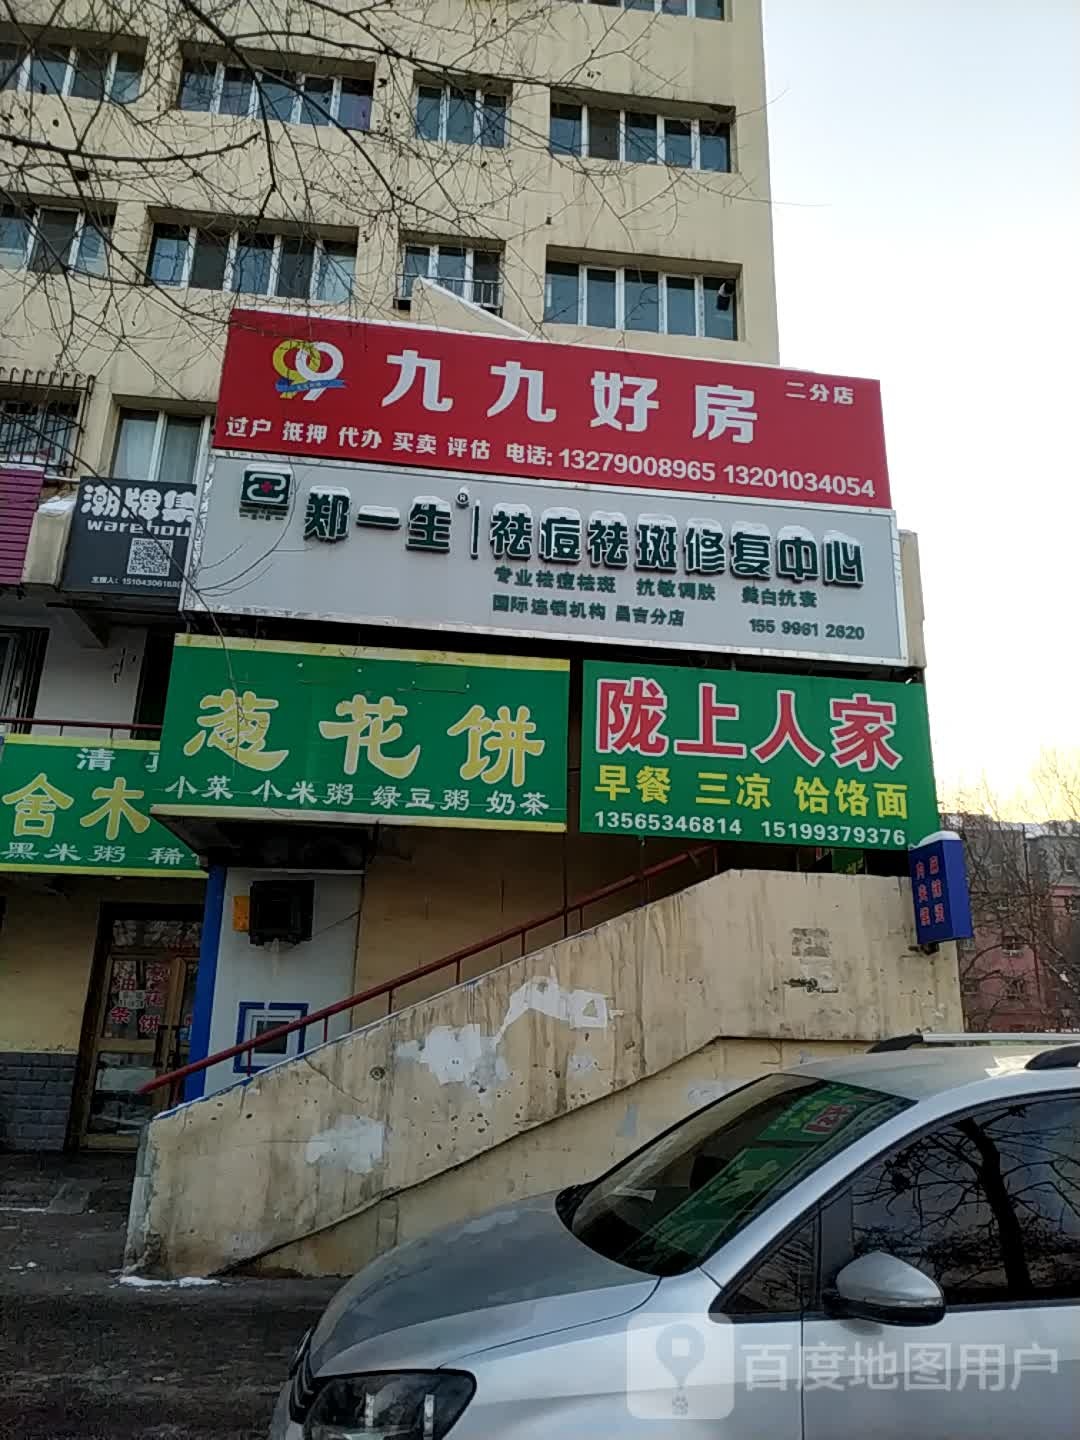 九九好房
二分店
过户 抵押 代办 买卖 评估 电话: 13279008965 13201034054
郑一生®
祛痘祛斑修复中心
专业祛痘祛斑 抗敏调肤 美白抗衰
国际连锁机构 昌吉分店 155 9961 2620
潮牌集
warehou
葱花饼
小菜 小米粥 绿豆粥 奶茶
陇上人家
早餐 三凉 饸饹面
13565346814 15199379376
清
舍木
黑米粥 稀
百度地图用户